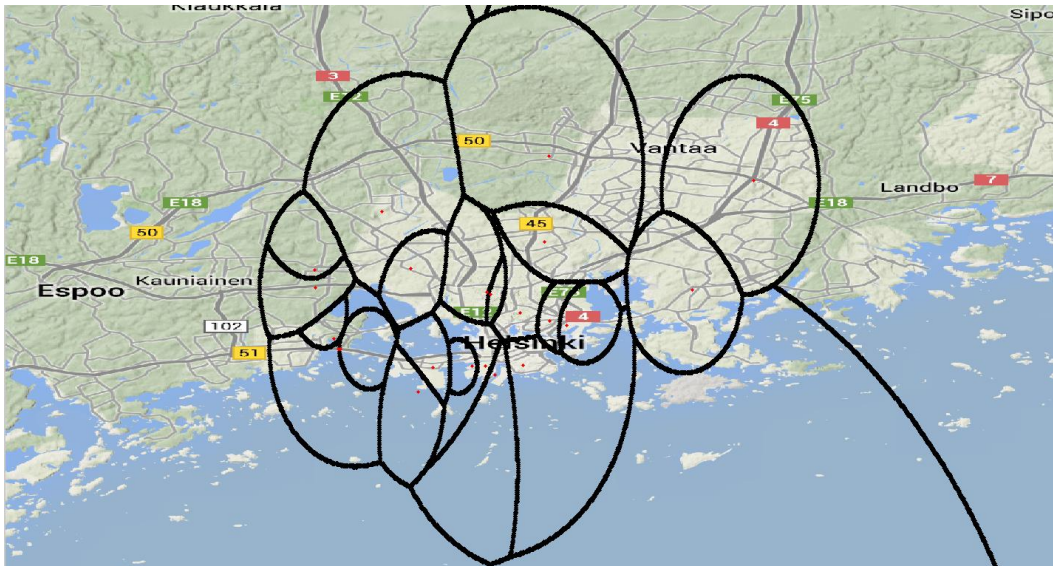 Klaukkala
Sipo
3
E12
E75
4
50
Vantaa
7
Landbo
E18
E18
50
45
E18
Kauniainen
Espoo
E12
4
102
Helsinki
51